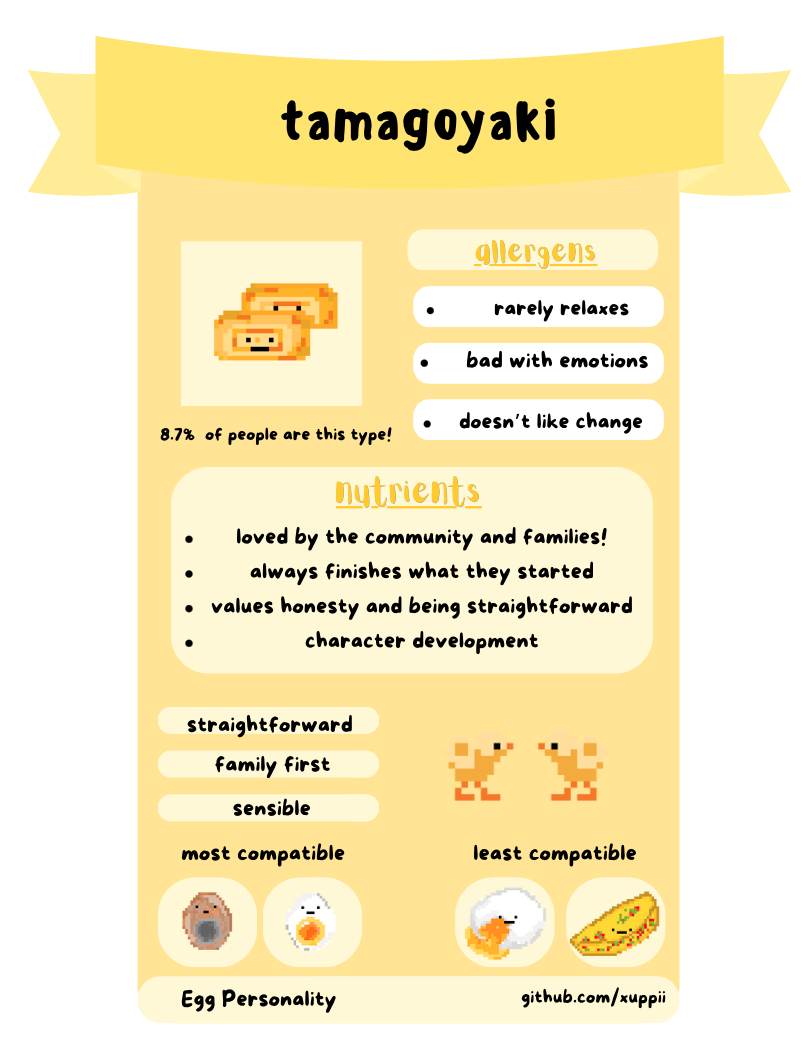 tamagoyaki
allergens
• rarely relaxes
• bad with emotions
• doesn't like change
8.7% of people are this type!
nutrients
• loved by the community and families!
• always finishes what they started
• values honesty and being straightforward
• character development
straightforward
family first
sensible
most compatible
least compatible
Egg Personality
github.com/xuppii